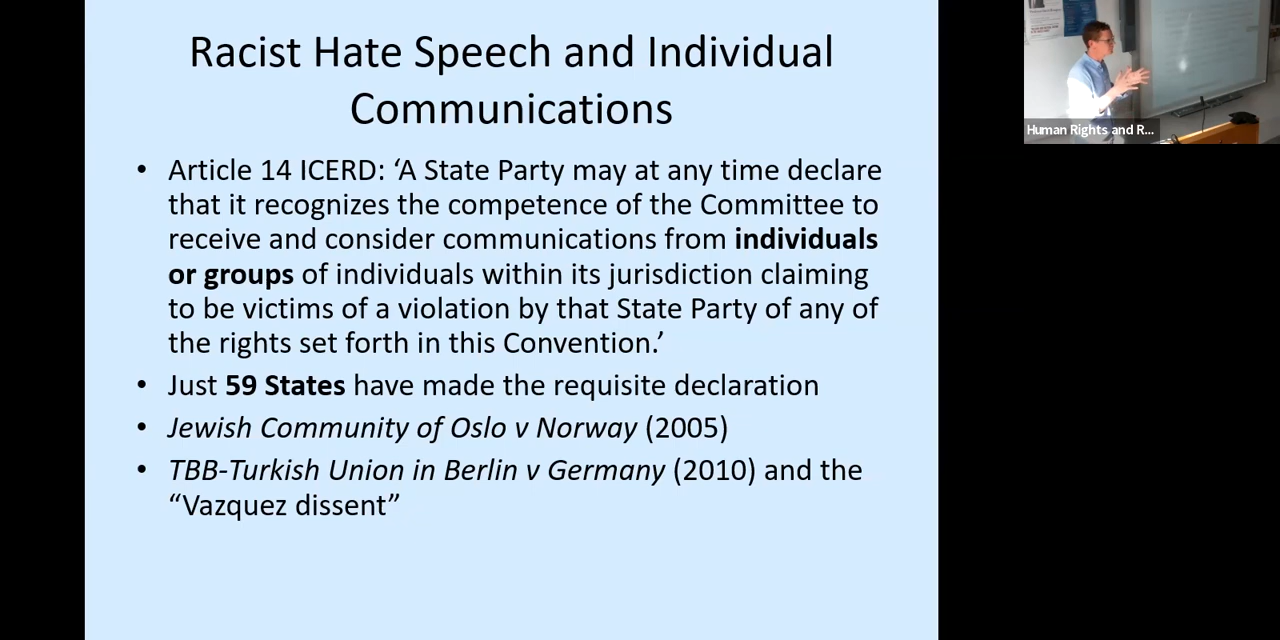 Racist Hate Speech and Individual
Communications
• Article 14 ICERD: ‘A State Party may at any time declare
that it recognizes the competence of the Committee to
receive and consider communications from individuals
or groups of individuals within its jurisdiction claiming
to be victims of a violation by that State Party of any of
the rights set forth in this Convention.’
• Just 59 States have made the requisite declaration
• Jewish Community of Oslo v Norway (2005)
• TBB-Turkish Union in Berlin v Germany (2010) and the
“Vazquez dissent”
Human Rights and R...